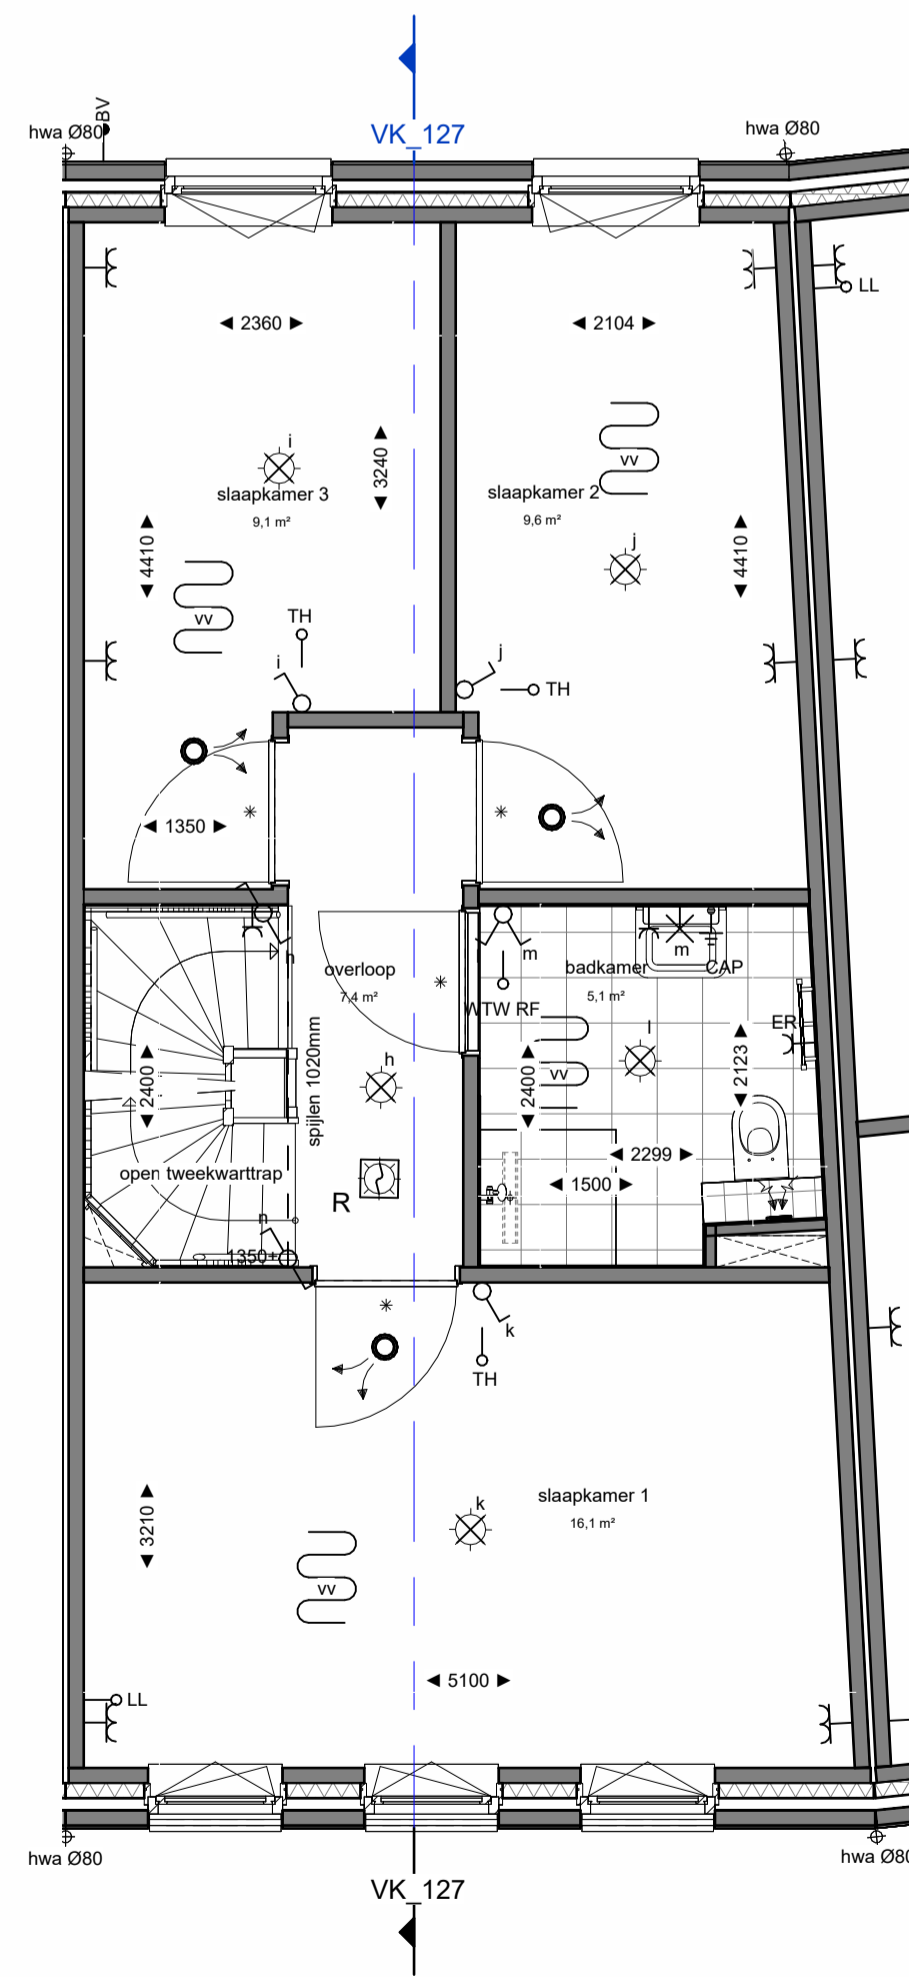 BV
hwa Ø80
VK_127
hwa Ø80
LL
2360
2104
i
3240
vv
slaapkamer 3
9,1 m²
slaapkamer 2
9,6 m²
j
4410
4410
vv
TH
i
j
TH
1350
n
m
m
overloop
7,4 m²
badkamer
5,1 m²
CAP
WTW RF
ER
l
h
vv
2400
2400
2123
spijlen 1020mm
open tweekwarttrap
2299
1500
R
n
1350+
k
TH
k
slaapkamer 1
16,1 m²
3210
vv
5100
LL
hwa Ø80
hwa Ø80
VK_127